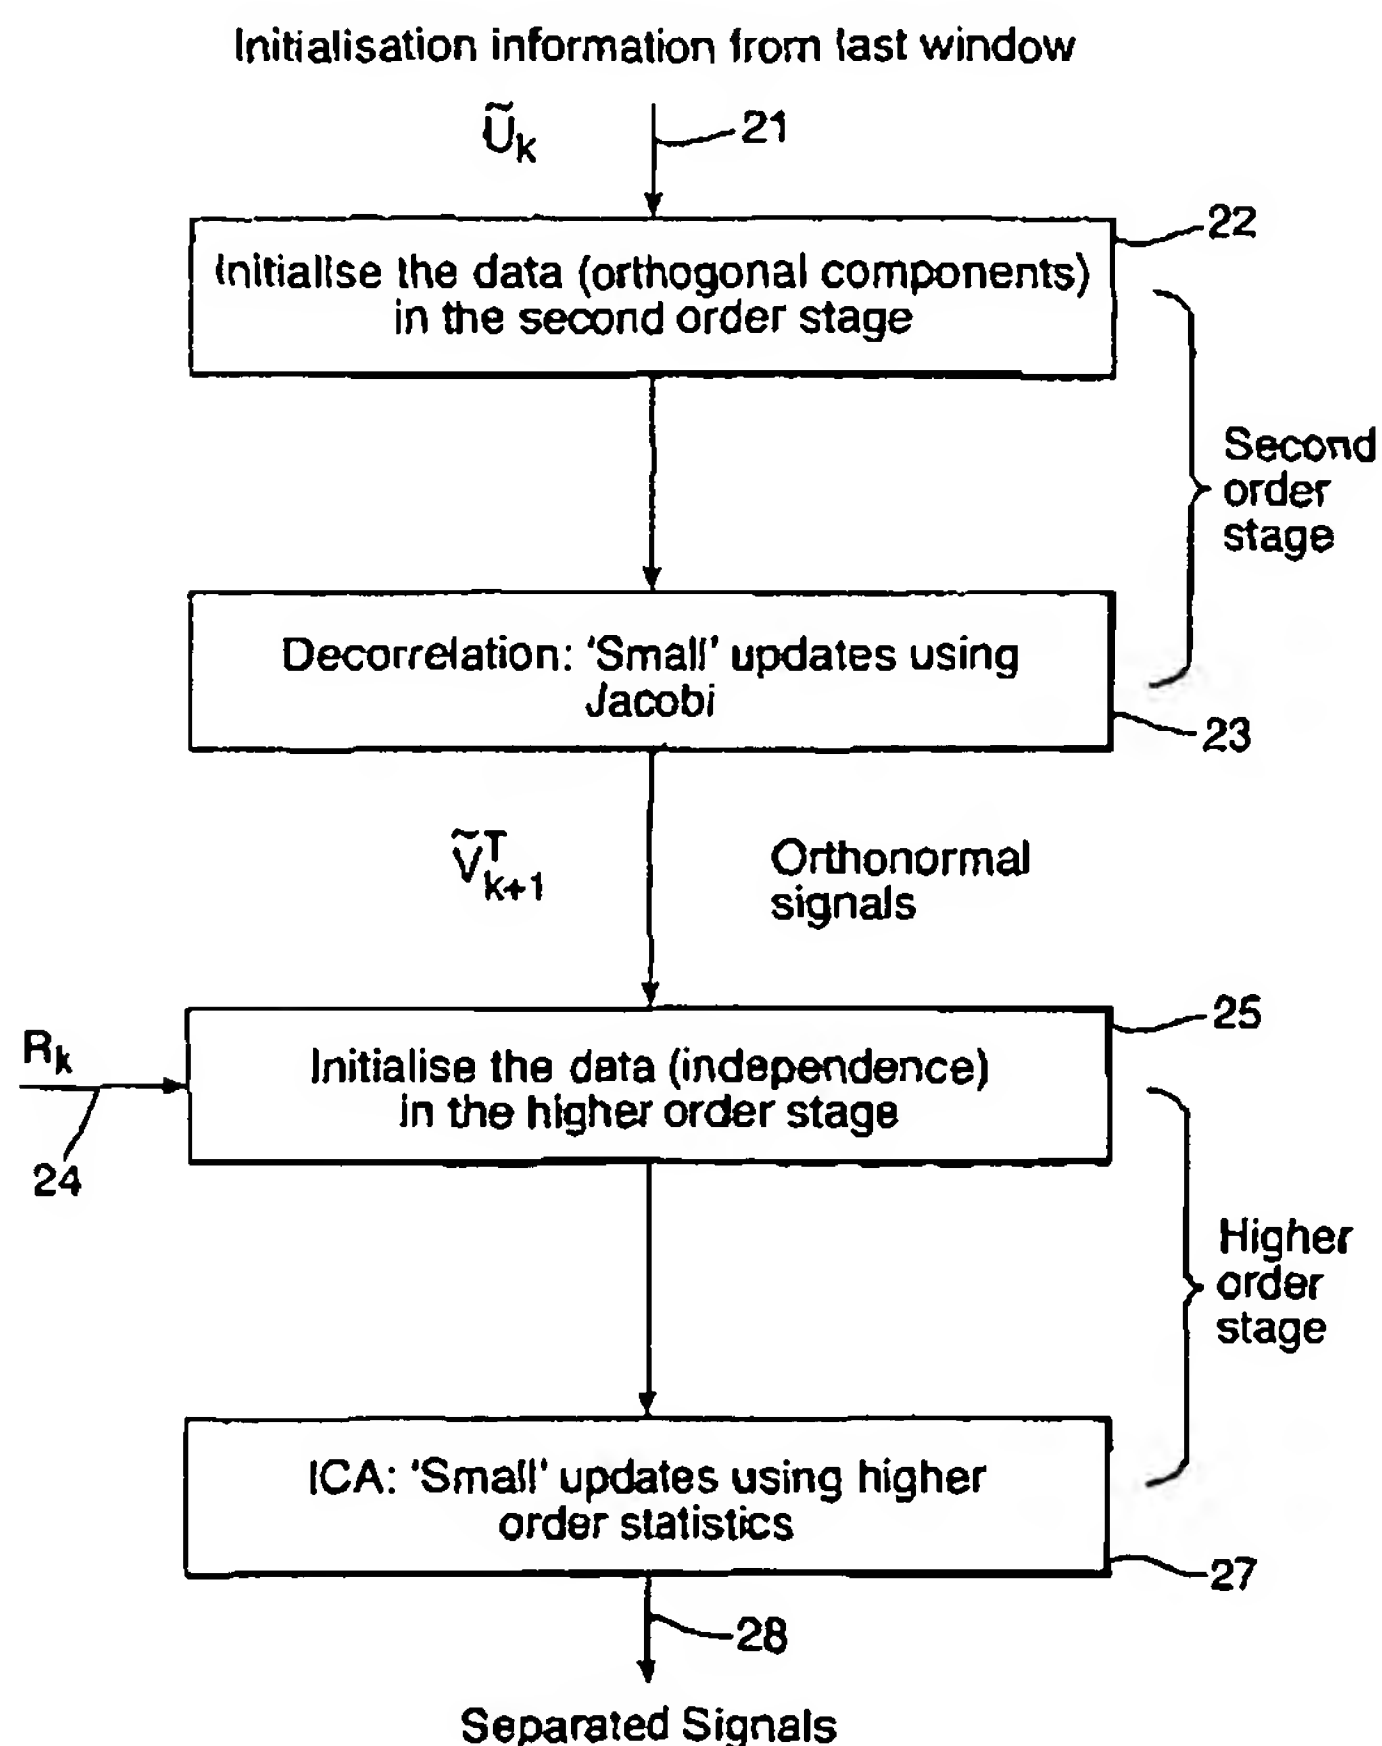 Initialisation information from last window
Ũk
21
22
Initialise the data (orthogonal components)
in the second order stage
Second
order
stage
Decorrelation: 'Small' updates using
Jacobi
23
ṼᵀK+1
Orthonormal
signals
25
Rk
Initialise the data (independence)
in the higher order stage
24
Higher
order
stage
ICA: 'Small' updates using higher
order statistics
27
28
Separated Signals